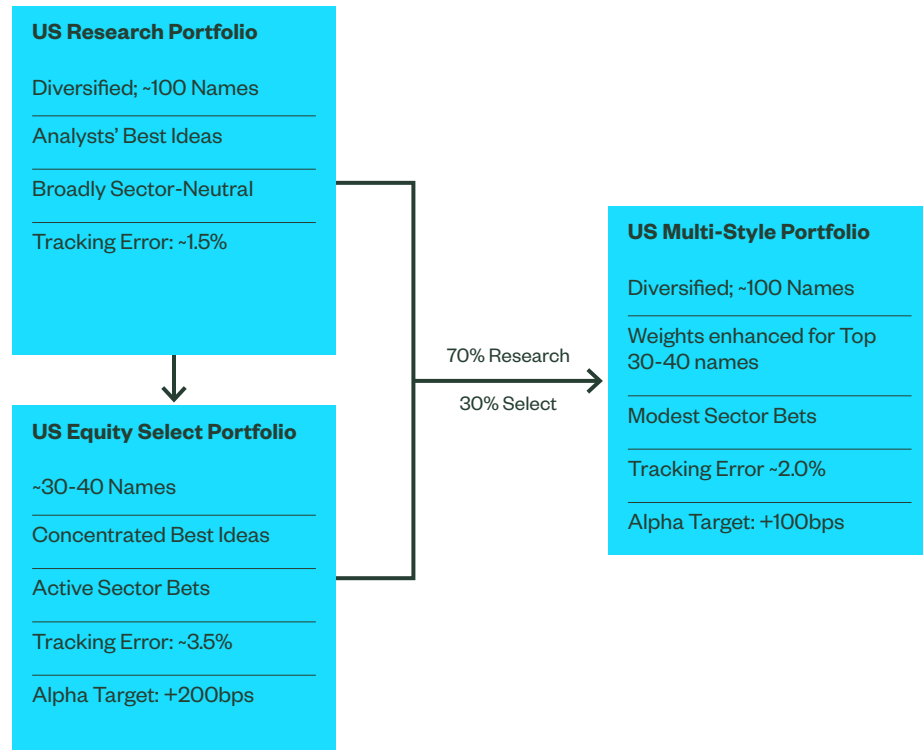 US Research Portfolio
Diversified; ~100 Names
Analysts’ Best Ideas
Broadly Sector-Neutral
Tracking Error: ~1.5%
US Equity Select Portfolio
~30-40 Names
Concentrated Best Ideas
Active Sector Bets
Tracking Error: ~3.5%
Alpha Target: +200bps
70% Research
30% Select
US Multi-Style Portfolio
Diversified; ~100 Names
Weights enhanced for Top
30-40 names
Modest Sector Bets
Tracking Error ~2.0%
Alpha Target: +100bps